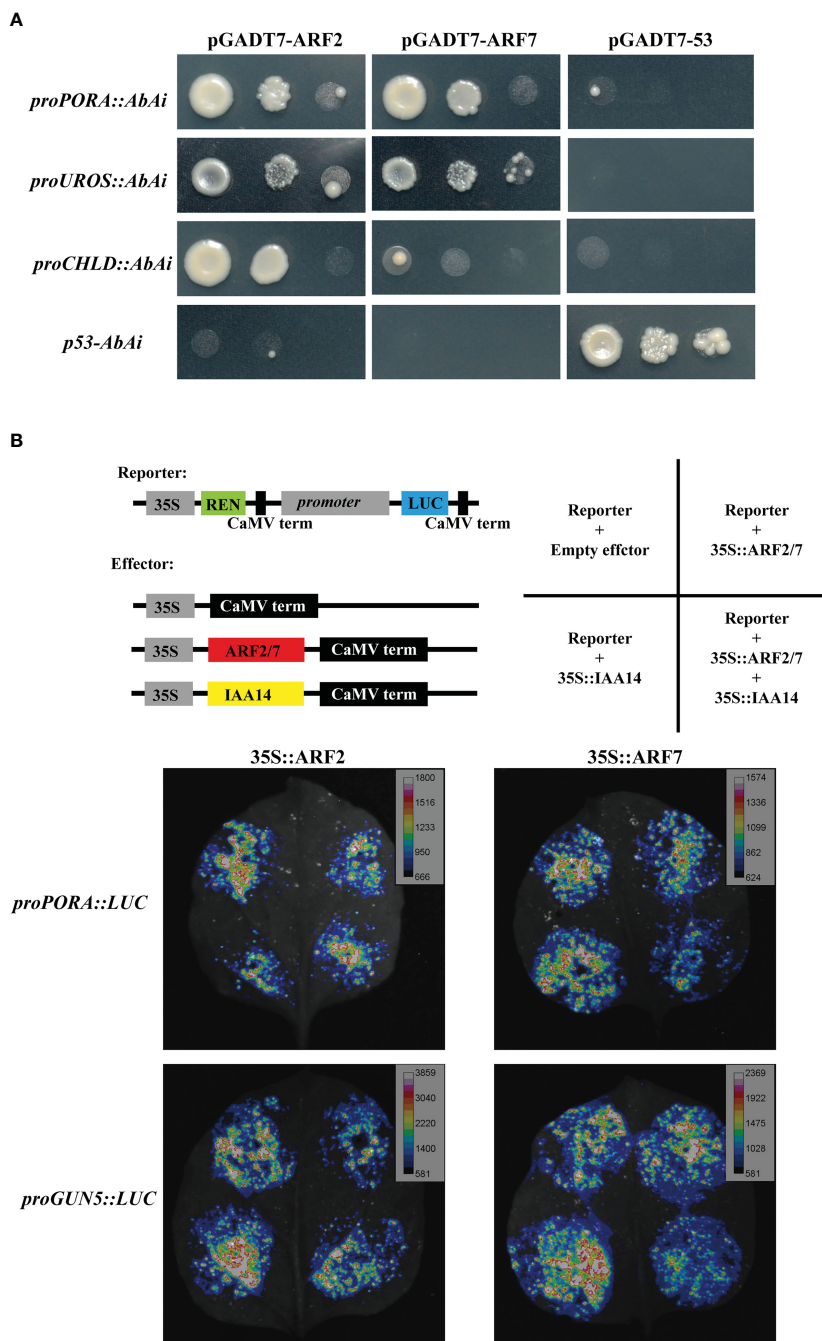 A
pGADT7-ARF2 pGADT7-ARF7 pGADT7-53
proPORA::AbAi
proUROS::AbAi
proCHLD::AbAi
p53-AbAi
B
Reporter:
35S REN promoter LUC
CaMV term CaMV term
Effector:
35S CaMV term
35S ARF2/7 CaMV term
35S IAA14 CaMV term
Reporter
+
Empty effctor
Reporter
+
35S::ARF2/7
Reporter
+
35S::IAA14
Reporter
+
35S::ARF2/7
+
35S::IAA14
35S::ARF2 35S::ARF7
proPORA::LUC
1800
1516
1233
950
666
1574
1336
1099
862
624
proGUN5::LUC
3859
3040
2220
1400
581
2369
1922
1475
1028
581